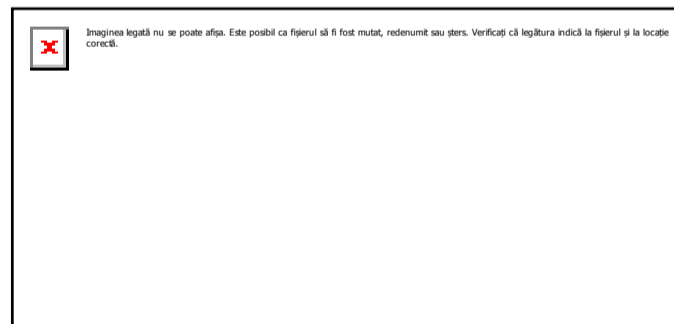 Imaginea legată nu se poate afișa. Este posibil ca fișierul să fi fost mutat, redenumit sau șters. Verificați că legătura indică la fișierul și la locație
corectă.